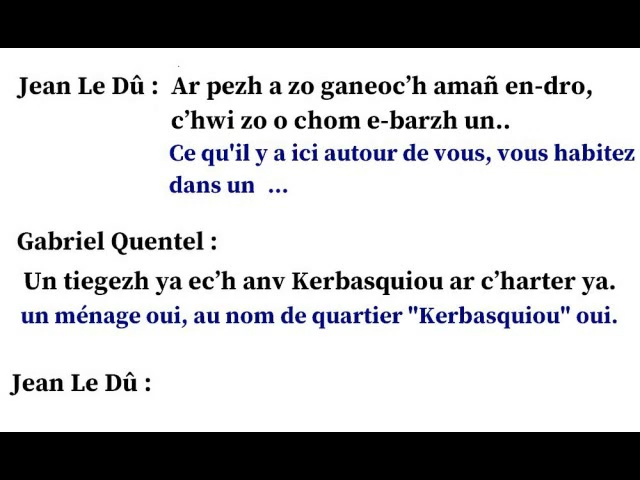 Jean Le Dû : Ar pezh a zo ganeoc’h amañ en-dro,
c’hwi zo o chom e-barzh un..
Ce qu'il y a ici autour de vous, vous habitez
dans un ...
Gabriel Quentel :
Un tiegezh ya ec’h anv Kerbasquiou ar c’harter ya.
un ménage oui, au nom de quartier "Kerbasquiou" oui.
Jean Le Dû :